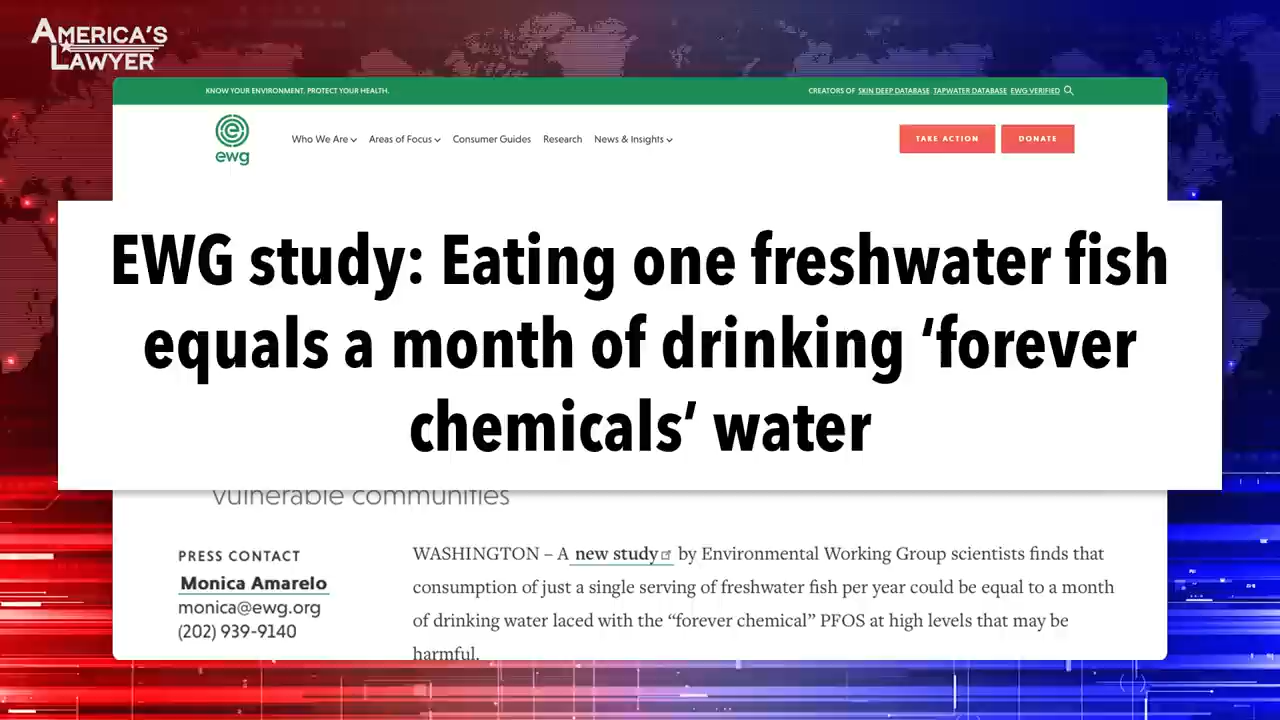 AMERICA'S
LAWYER
KNOW YOUR ENVIRONMENT. PROTECT YOUR HEALTH.
CREATORS OF SKIN DEEP DATABASE TAPWATER DATABASE EWG VERIFIED
ewg
Who We Are Areas of Focus Consumer Guides Research News & Insights
TAKE ACTION DONATE
EWG study: Eating one freshwater fish
equals a month of drinking ‘forever
chemicals’ water
vulnerable communities
PRESS CONTACT
Monica Amarelo
monica@ewg.org
(202) 939-9140
WASHINGTON – A new study by Environmental Working Group scientists finds that
consumption of just a single serving of freshwater fish per year could be equal to a month
of drinking water laced with the “forever chemical” PFOS at high levels that may be
harmful.